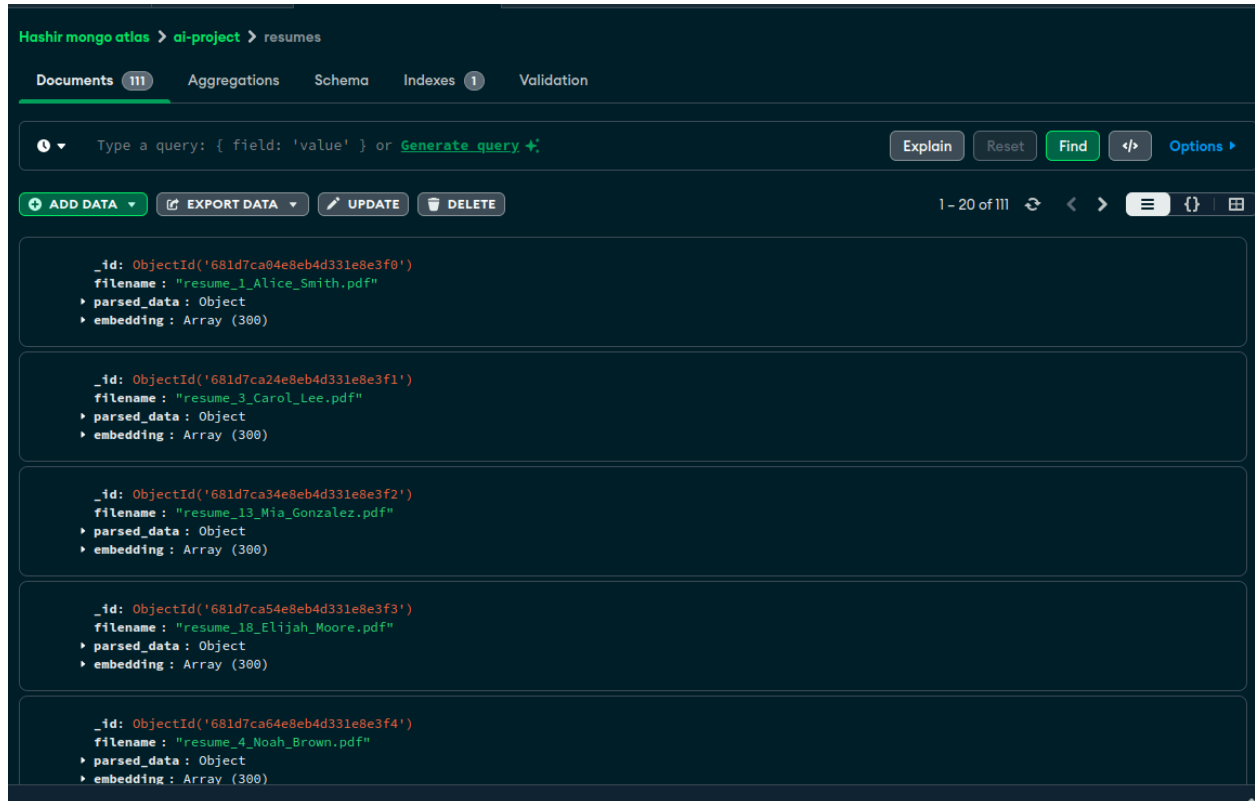 Hashir mongo atlas > ai-project > resumes
Documents 111 Aggregations Schema Indexes 1 Validation
Type a query: { field: 'value' } or Generate query
Explain Reset Find </> Options
ADD DATA EXPORT DATA UPDATE DELETE 1 – 20 of 111 {}
_id: ObjectId('681d7ca04e8eb4d331e8e3f0')
filename : "resume_1_Alice_Smith.pdf"
parsed_data : Object
embedding : Array (300)
_id: ObjectId('681d7ca24e8eb4d331e8e3f1')
filename : "resume_3_Carol_Lee.pdf"
parsed_data : Object
embedding : Array (300)
_id: ObjectId('681d7ca34e8eb4d331e8e3f2')
filename : "resume_13_Mia_Gonzalez.pdf"
parsed_data : Object
embedding : Array (300)
_id: ObjectId('681d7ca54e8eb4d331e8e3f3')
filename : "resume_18_Elijah_Moore.pdf"
parsed_data : Object
embedding : Array (300)
_id: ObjectId('681d7ca64e8eb4d331e8e3f4')
filename : "resume_4_Noah_Brown.pdf"
parsed_data : Object
embedding : Array (300)